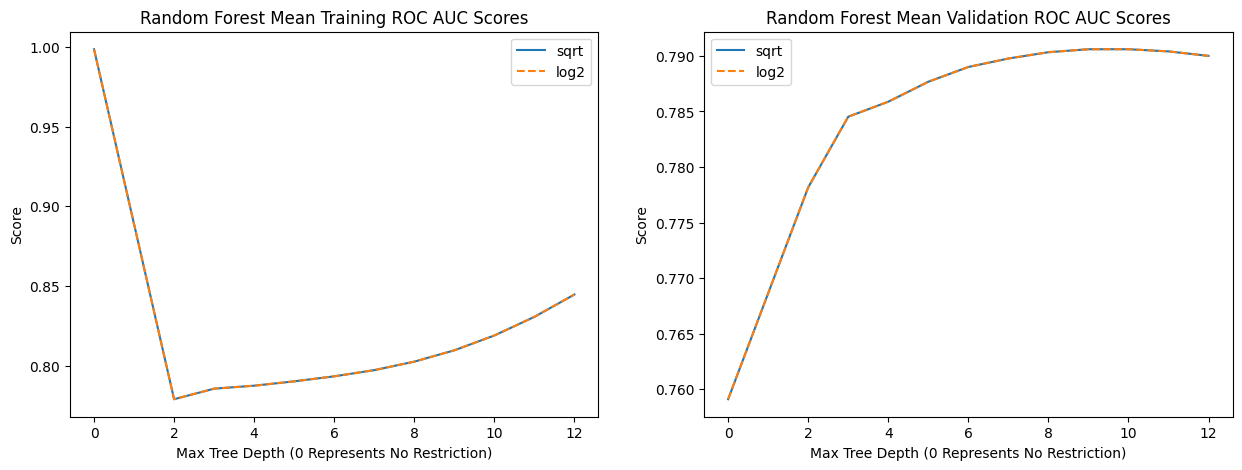 Random Forest Mean Training ROC AUC Scores
sqrt
log2
1.00
0.95
0.90
0.85
0.80
Score
0 2 4 6 8 10 12
Max Tree Depth (0 Represents No Restriction)
Random Forest Mean Validation ROC AUC Scores
sqrt
log2
0.790
0.785
0.780
0.775
0.770
0.765
0.760
Score
0 2 4 6 8 10 12
Max Tree Depth (0 Represents No Restriction)